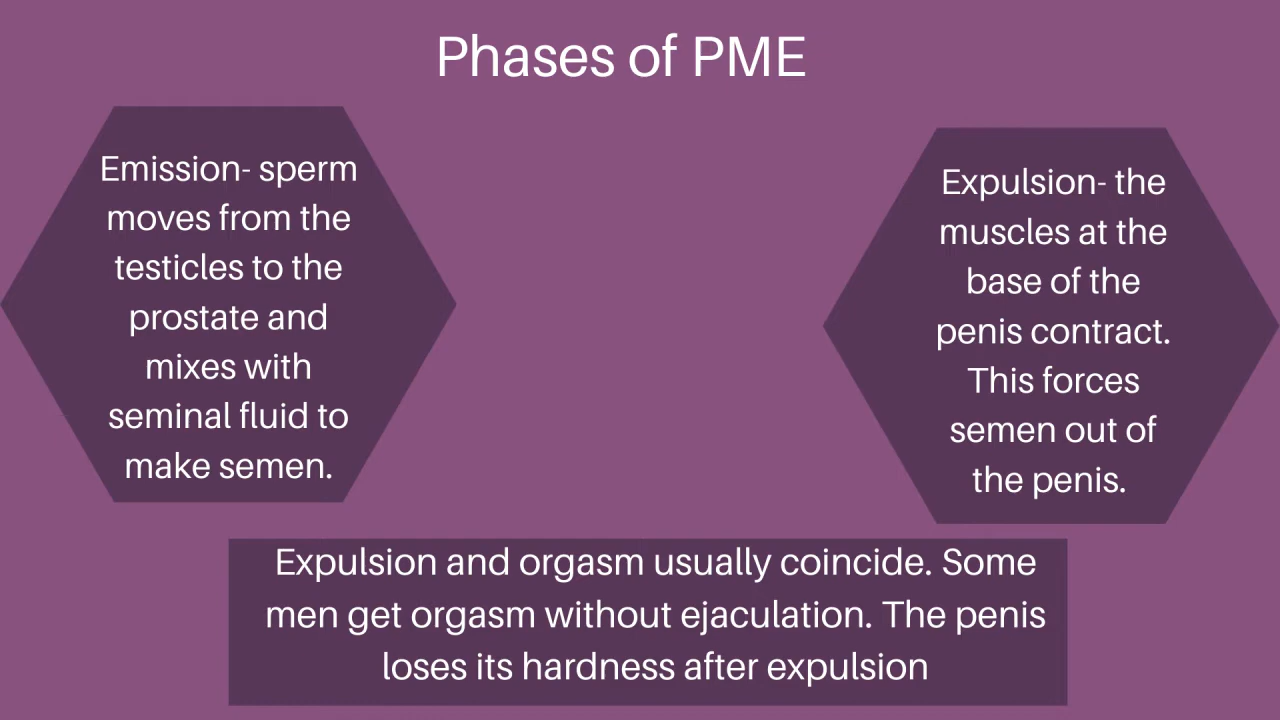 Phases of PME
Emission- sperm
moves from the
testicles to the
prostate and
mixes with
seminal fluid to
make semen.
Expulsion- the
muscles at the
base of the
penis contract.
This forces
semen out of
the penis.
Expulsion and orgasm usually coincide. Some
men get orgasm without ejaculation. The penis
loses its hardness after expulsion